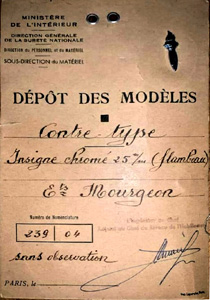 MINISTÈRE
DE L'INTÉRIEUR
DIRECTION GÉNÉRALE
DE LA SURETÉ NATIONALE
DIRECTION DU PERSONNEL ET DU MATÉRIEL
SOUS-DIRECTION DU MATÉRIEL
DÉPÔT DES MODÈLES
Contre-type
Insigne chromé 25 m/m (flambeau)
Ets Mourgeon
Numéro de Nomenclature
239 04
sans observation
PARIS, le